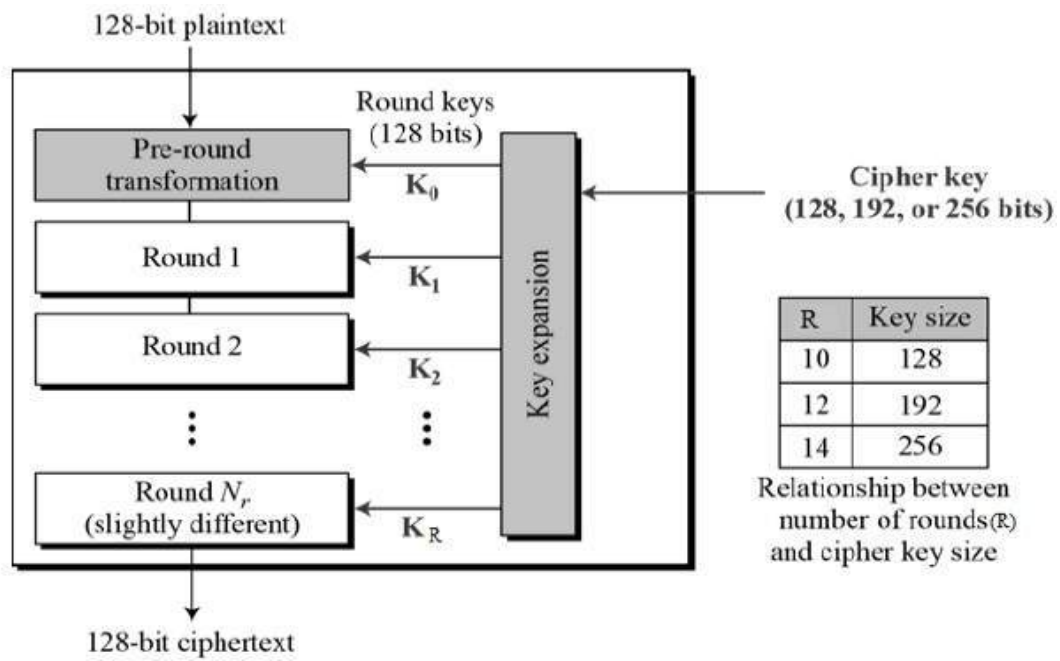 128-bit plaintext
Round keys
(128 bits)
Pre-round
transformation
K0
Cipher key
(128, 192, or 256 bits)
Round 1
K1
Round 2
K2
Key expansion
R Key size
10 128
12 192
14 256
Round Nr
(slightly different)
KR
Relationship between
number of rounds(R)
and cipher key size
128-bit ciphertext